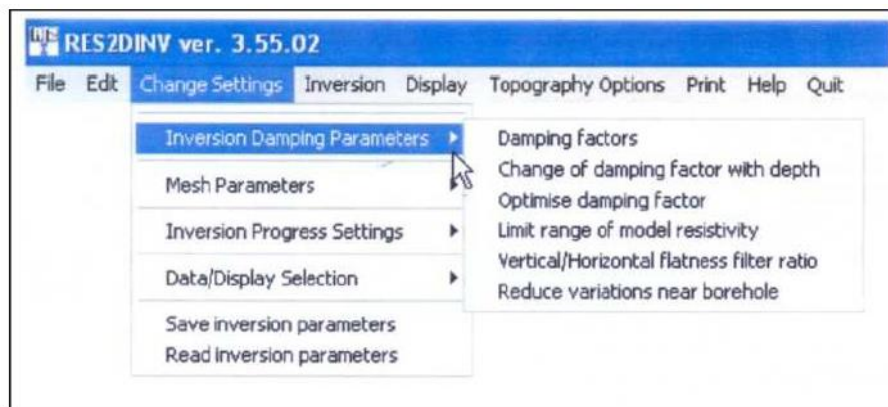 RES2DINV ver. 3.55.02
File Edit Change Settings Inversion Display Topography Options Print Help Quit
Inversion Damping Parameters
Mesh Parameters
Inversion Progress Settings
Data/Display Selection
Save inversion parameters
Read inversion parameters
Damping factors
Change of damping factor with depth
Optimise damping factor
Limit range of model resistivity
Vertical/Horizontal flatness filter ratio
Reduce variations near borehole